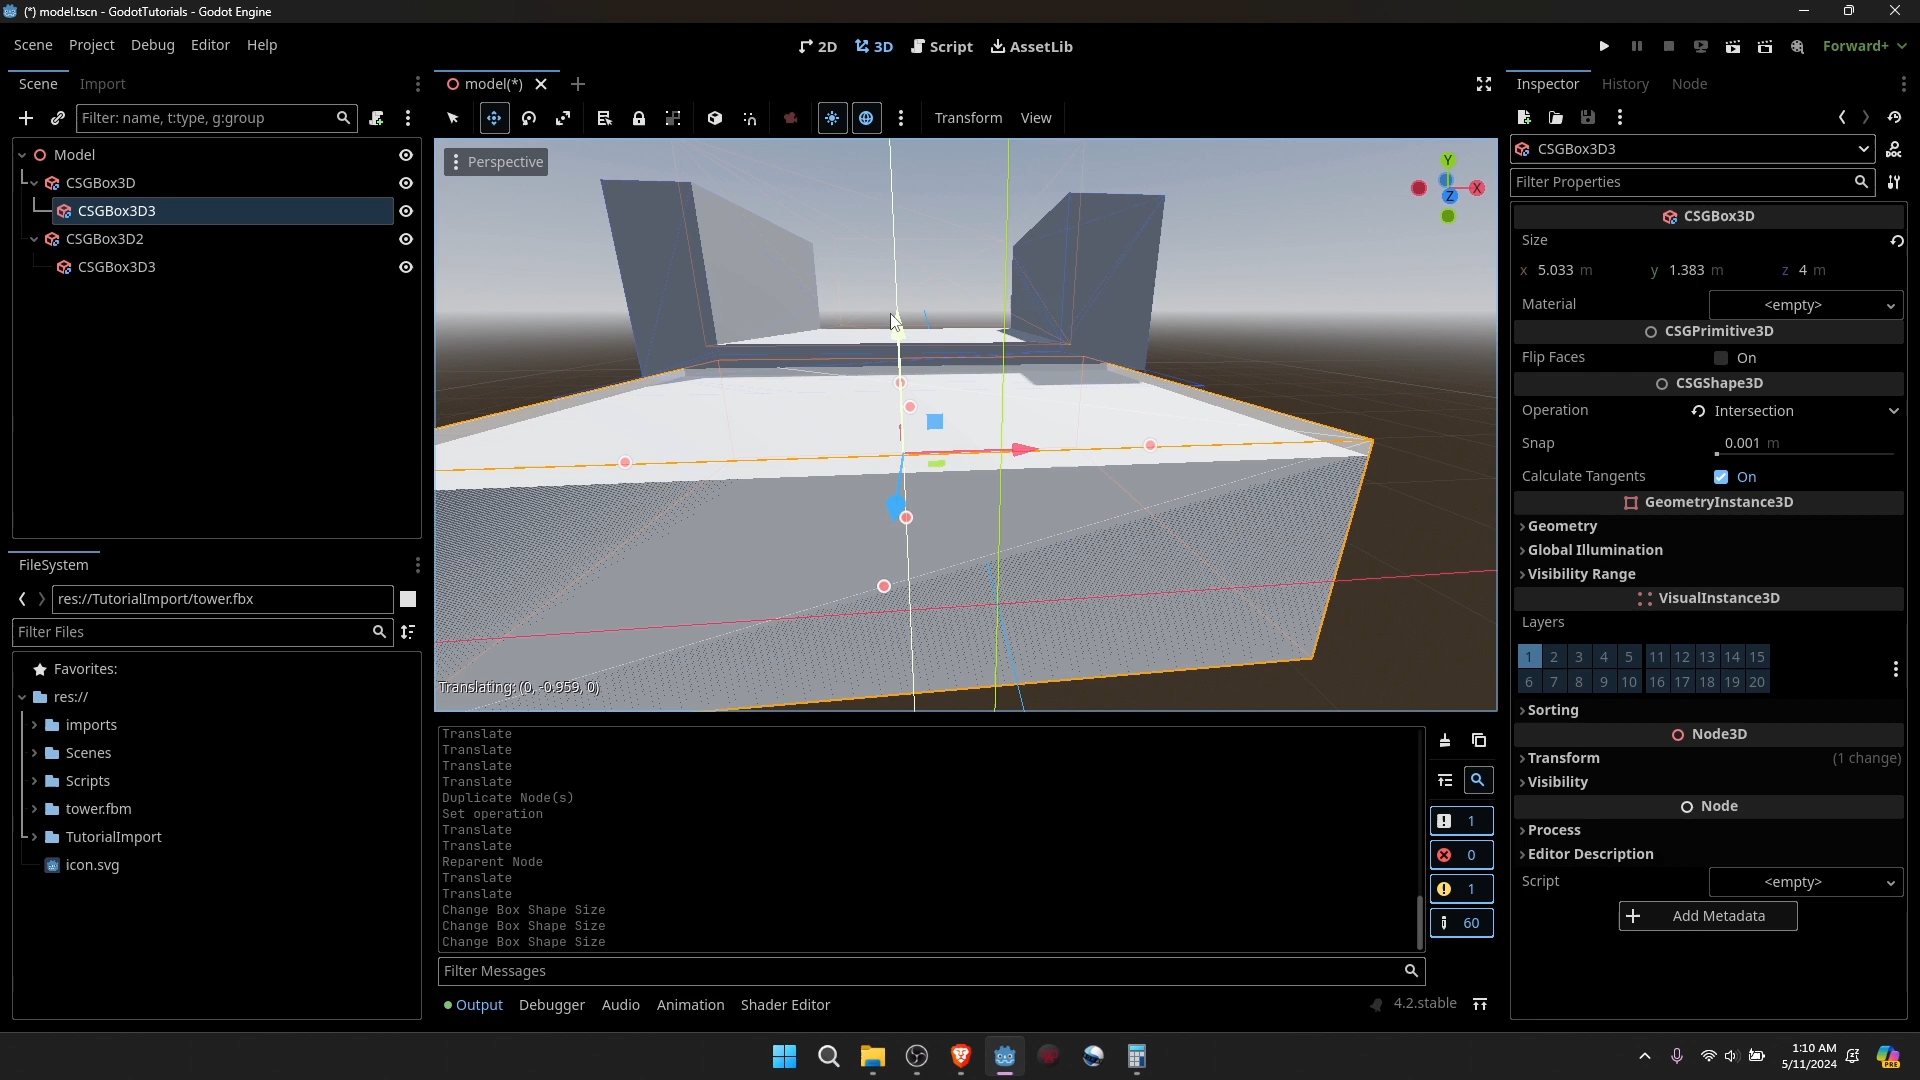 (*) model.tscn - GodotTutorials - Godot Engine
Scene Project Debug Editor Help
2D 3D Script AssetLib
Forward+
Scene Import
model(*)
Inspector History Node
Filter: name, t:type, g:group
Transform View
Model
CSGBox3D
CSGBox3D3
CSGBox3D2
CSGBox3D3
Perspective
Y
X
Z
CSGBox3D3
DOC
Filter Properties
CSGBox3D
Size
x 5.033 m y 1.383 m z 4 m
Material <empty>
CSGPrimitive3D
Flip Faces On
CSGShape3D
Operation Intersection
Snap 0.001 m
Calculate Tangents On
GeometryInstance3D
Geometry
Global Illumination
Visibility Range
VisualInstance3D
Layers
1 2 3 4 5 11 12 13 14 15
6 7 8 9 10 16 17 18 19 20
Sorting
Node3D
Transform (1 change)
Visibility
Node
Process
Editor Description
Script <empty>
Add Metadata
FileSystem
res://TutorialImport/tower.fbx
Filter Files
Favorites:
res://
imports
Scenes
Scripts
tower.fbm
TutorialImport
icon.svg
Translating: (0, -0.959, 0)
Translate
Translate
Translate
Translate
Duplicate Node(s)
Set operation
Translate
Translate
Reparent Node
Translate
Translate
Change Box Shape Size
Change Box Shape Size
Change Box Shape Size
1
0
1
60
Filter Messages
Output Debugger Audio Animation Shader Editor
4.2.stable
1:10 AM
5/11/2024
PRE